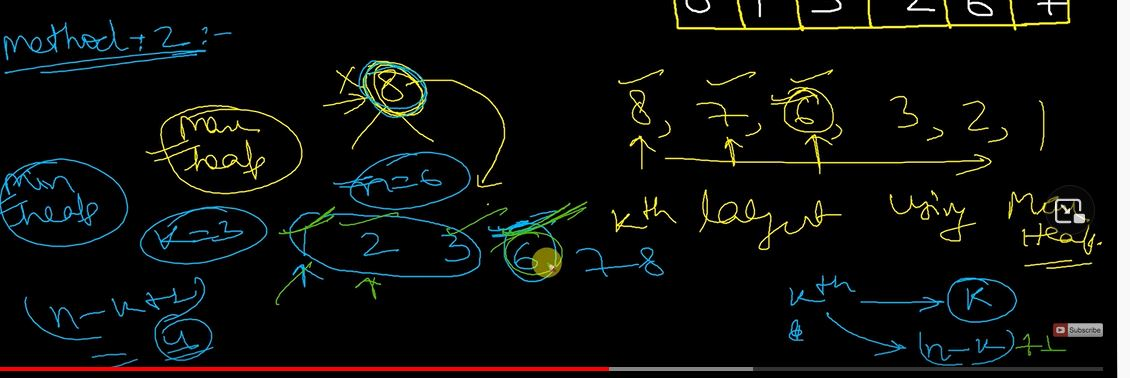 method : 2 :-
8
8, 7, 6, 3, 2, 1
max heap
min heap
n=6
k=3
1 2 3 6 7 8
kth largest using Max Heap.
n-k+1
4
kth → k
(n-k)+1
Subscribe